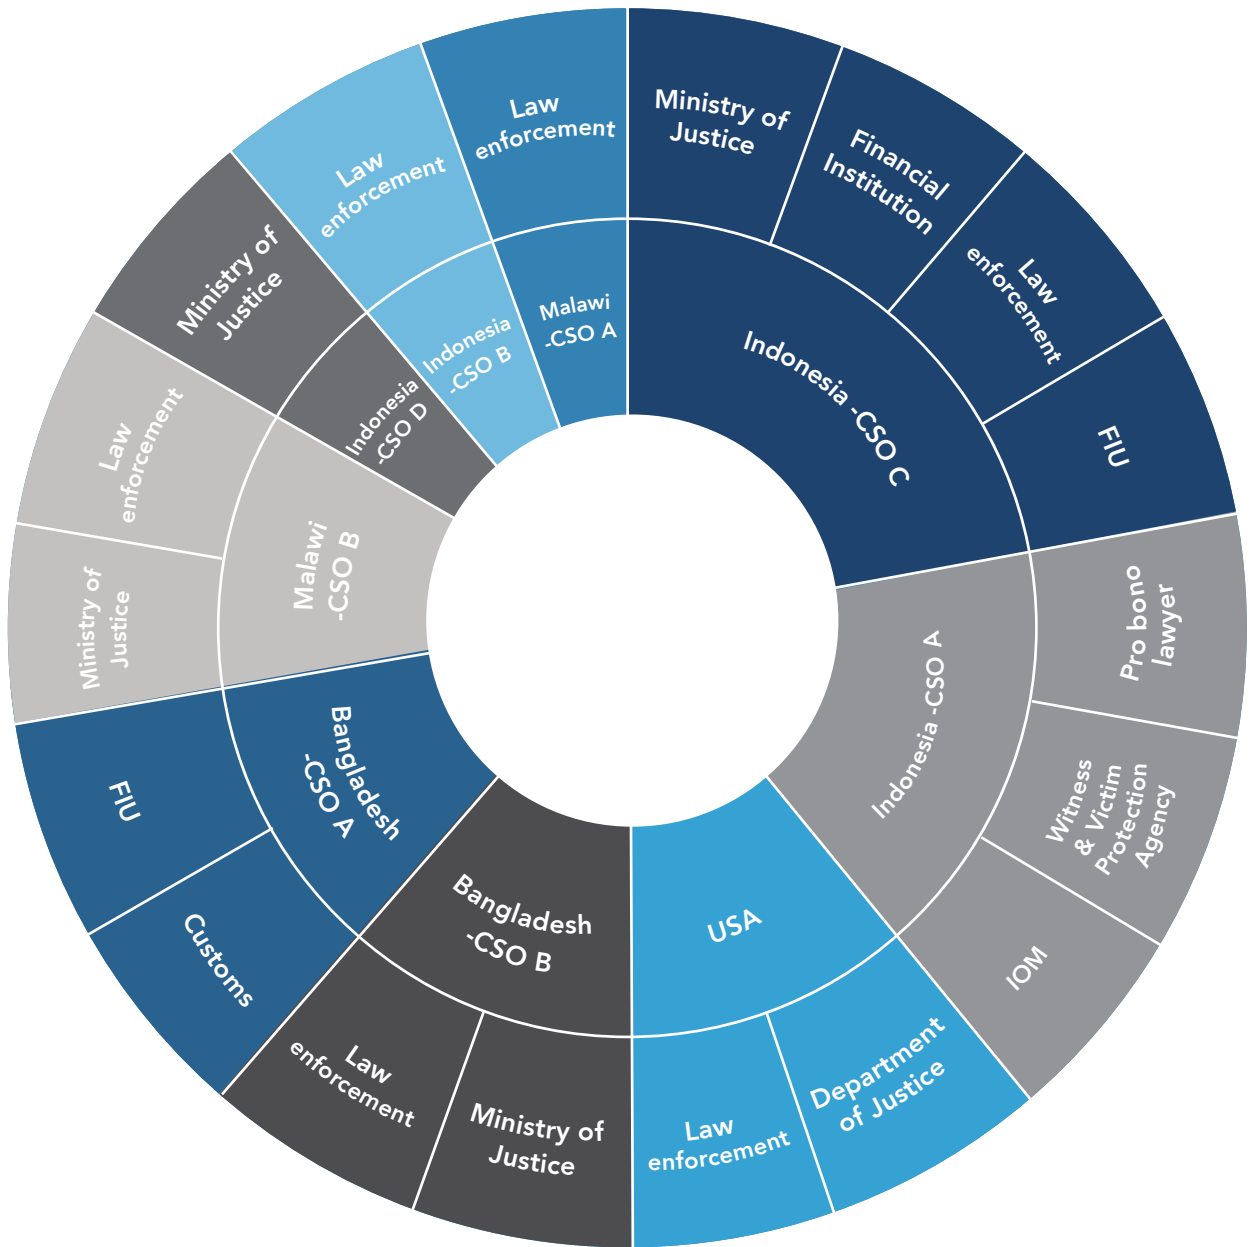 Ministry of
Justice
Financial
Institution
Law
enforcement
FIU
Indonesia -CSO C
Pro bono
lawyer
Witness
& Victim
Protection
Agency
IOM
Indonesia -CSO A
USA
Department
of Justice
Law
enforcement
Bangladesh
-CSO B
Ministry of
Justice
Law
enforcement
Bangladesh
-CSO A
Customs
FIU
Malawi
-CSO B
Ministry of
Justice
Law
enforcement
Indonesia
-CSO D
Ministry of
Justice
Indonesia
-CSO B
Law
enforcement
Malawi
-CSO A
Law
enforcement